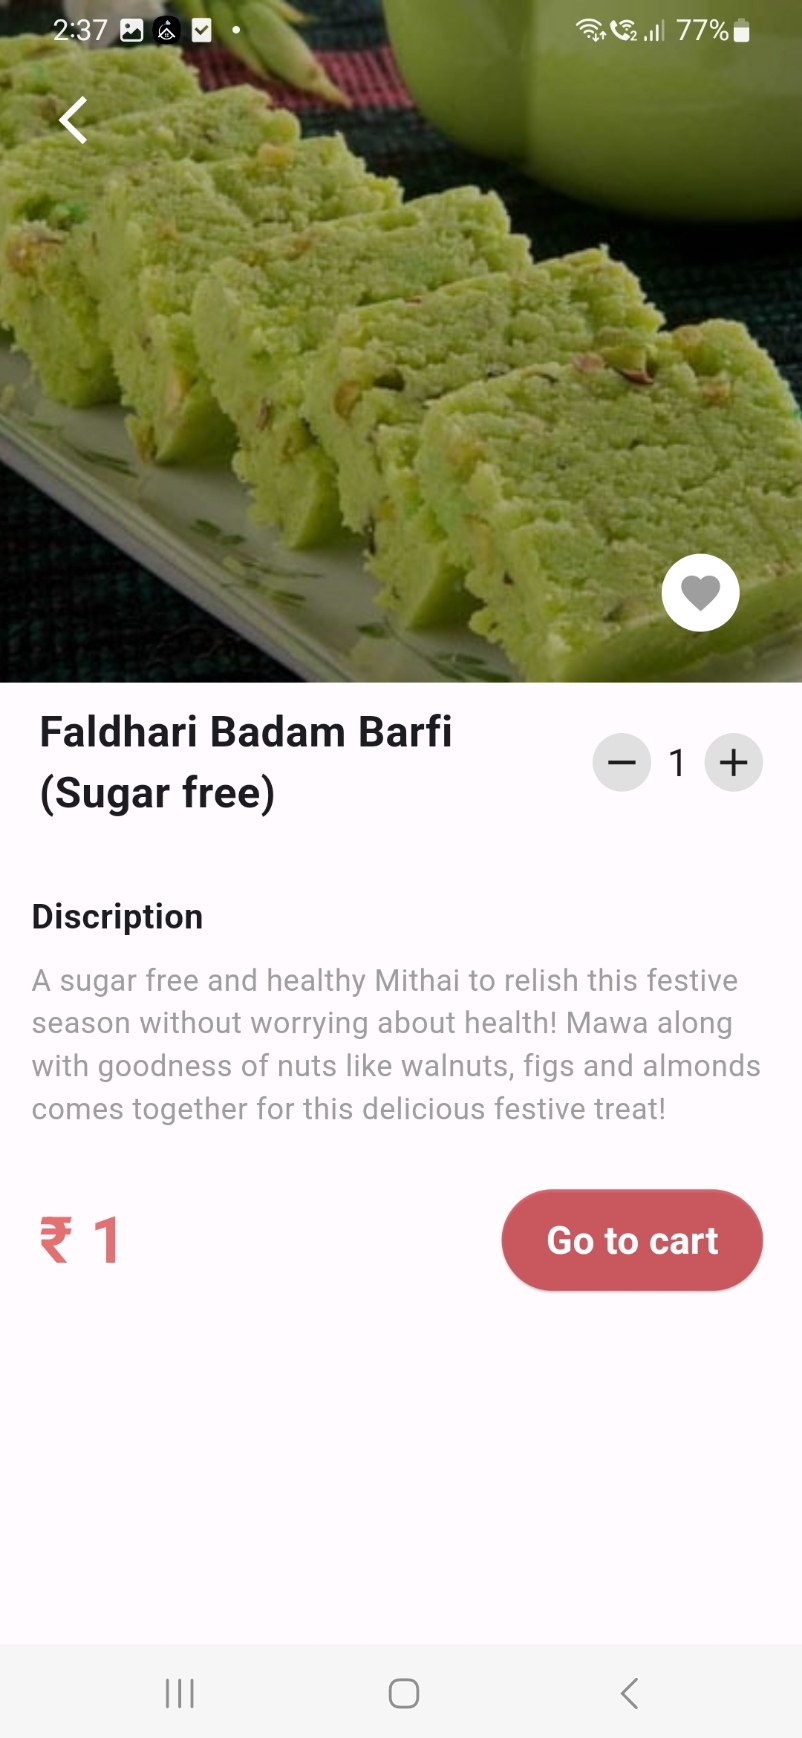 2:37
77%
Faldhari Badam Barfi
(Sugar free)
1
Discription
A sugar free and healthy Mithai to relish this festive
season without worrying about health! Mawa along
with goodness of nuts like walnuts, figs and almonds
comes together for this delicious festive treat!
₹ 1
Go to cart